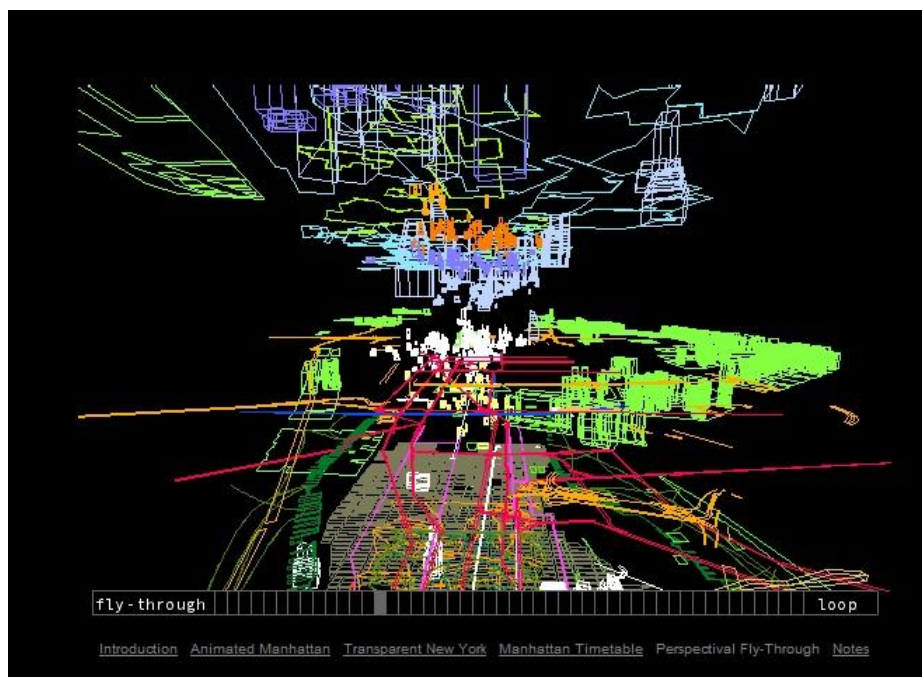 fly-through loop
Introduction Animated Manhattan Transparent New York Manhattan Timetable Perspectival Fly-Through Notes